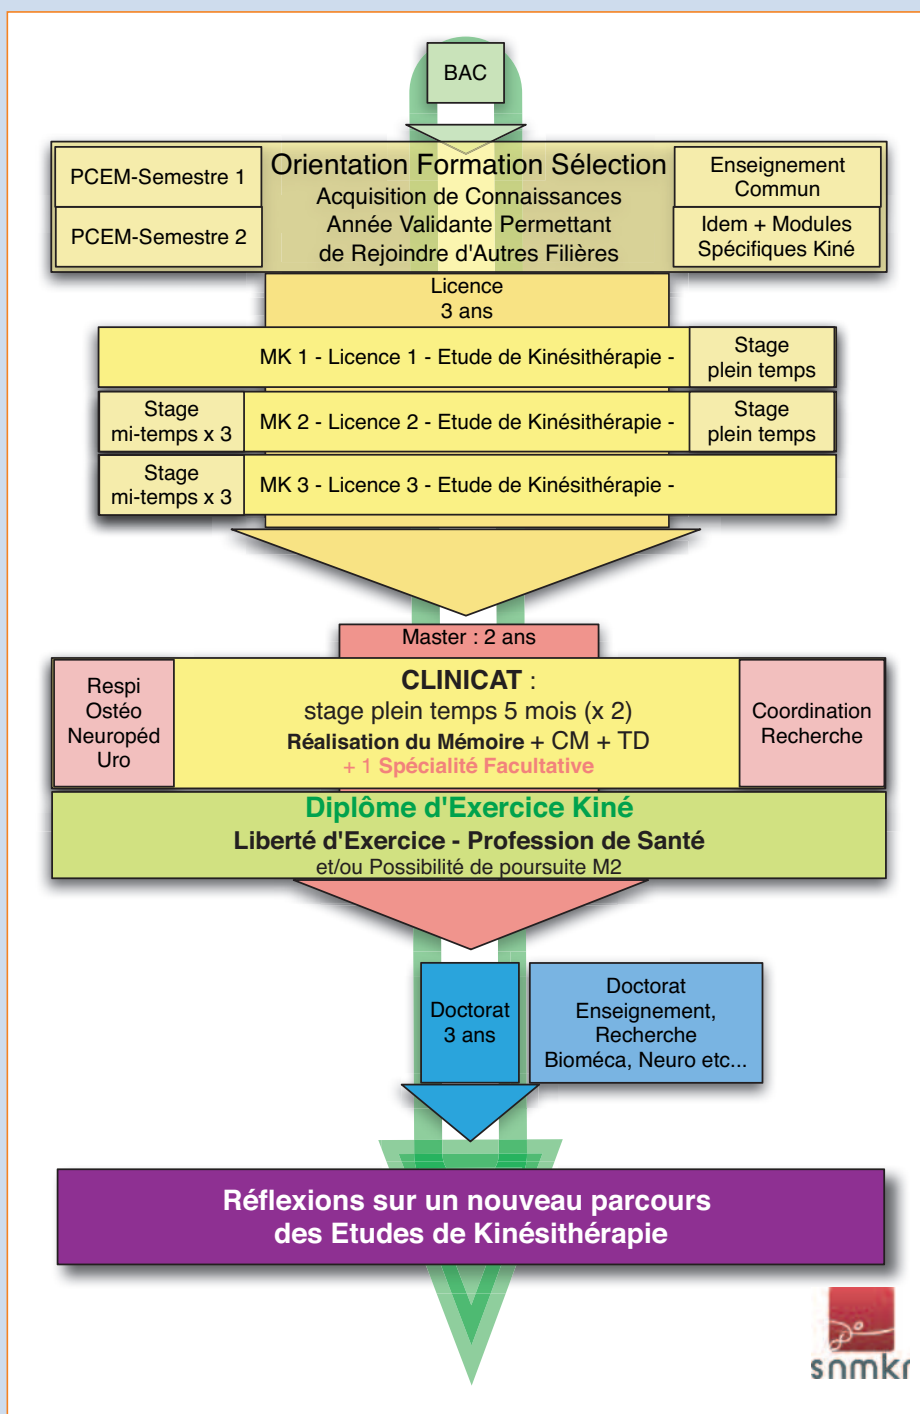 BAC
PCEM-Semestre 1
PCEM-Semestre 2
Orientation Formation Sélection
Acquisition de Connaissances
Année Validante Permettant
de Rejoindre d'Autres Filières
Enseignement
Commun
Idem + Modules
Spécifiques Kiné
Licence
3 ans
MK 1 - Licence 1 - Etude de Kinésithérapie -
Stage
plein temps
Stage
mi-temps x 3
MK 2 - Licence 2 - Etude de Kinésithérapie -
Stage
plein temps
Stage
mi-temps x 3
MK 3 - Licence 3 - Etude de Kinésithérapie -
Master : 2 ans
Respi
Ostéo
Neuropéd
Uro
CLINICAT :
stage plein temps 5 mois (x 2)
Réalisation du Mémoire + CM + TD
+ 1 Spécialité Facultative
Coordination
Recherche
Diplôme d'Exercice Kiné
Liberté d'Exercice - Profession de Santé
et/ou Possibilité de poursuite M2
Doctorat
3 ans
Doctorat
Enseignement,
Recherche
Bioméca, Neuro etc...
Réflexions sur un nouveau parcours
des Etudes de Kinésithérapie
snmkr